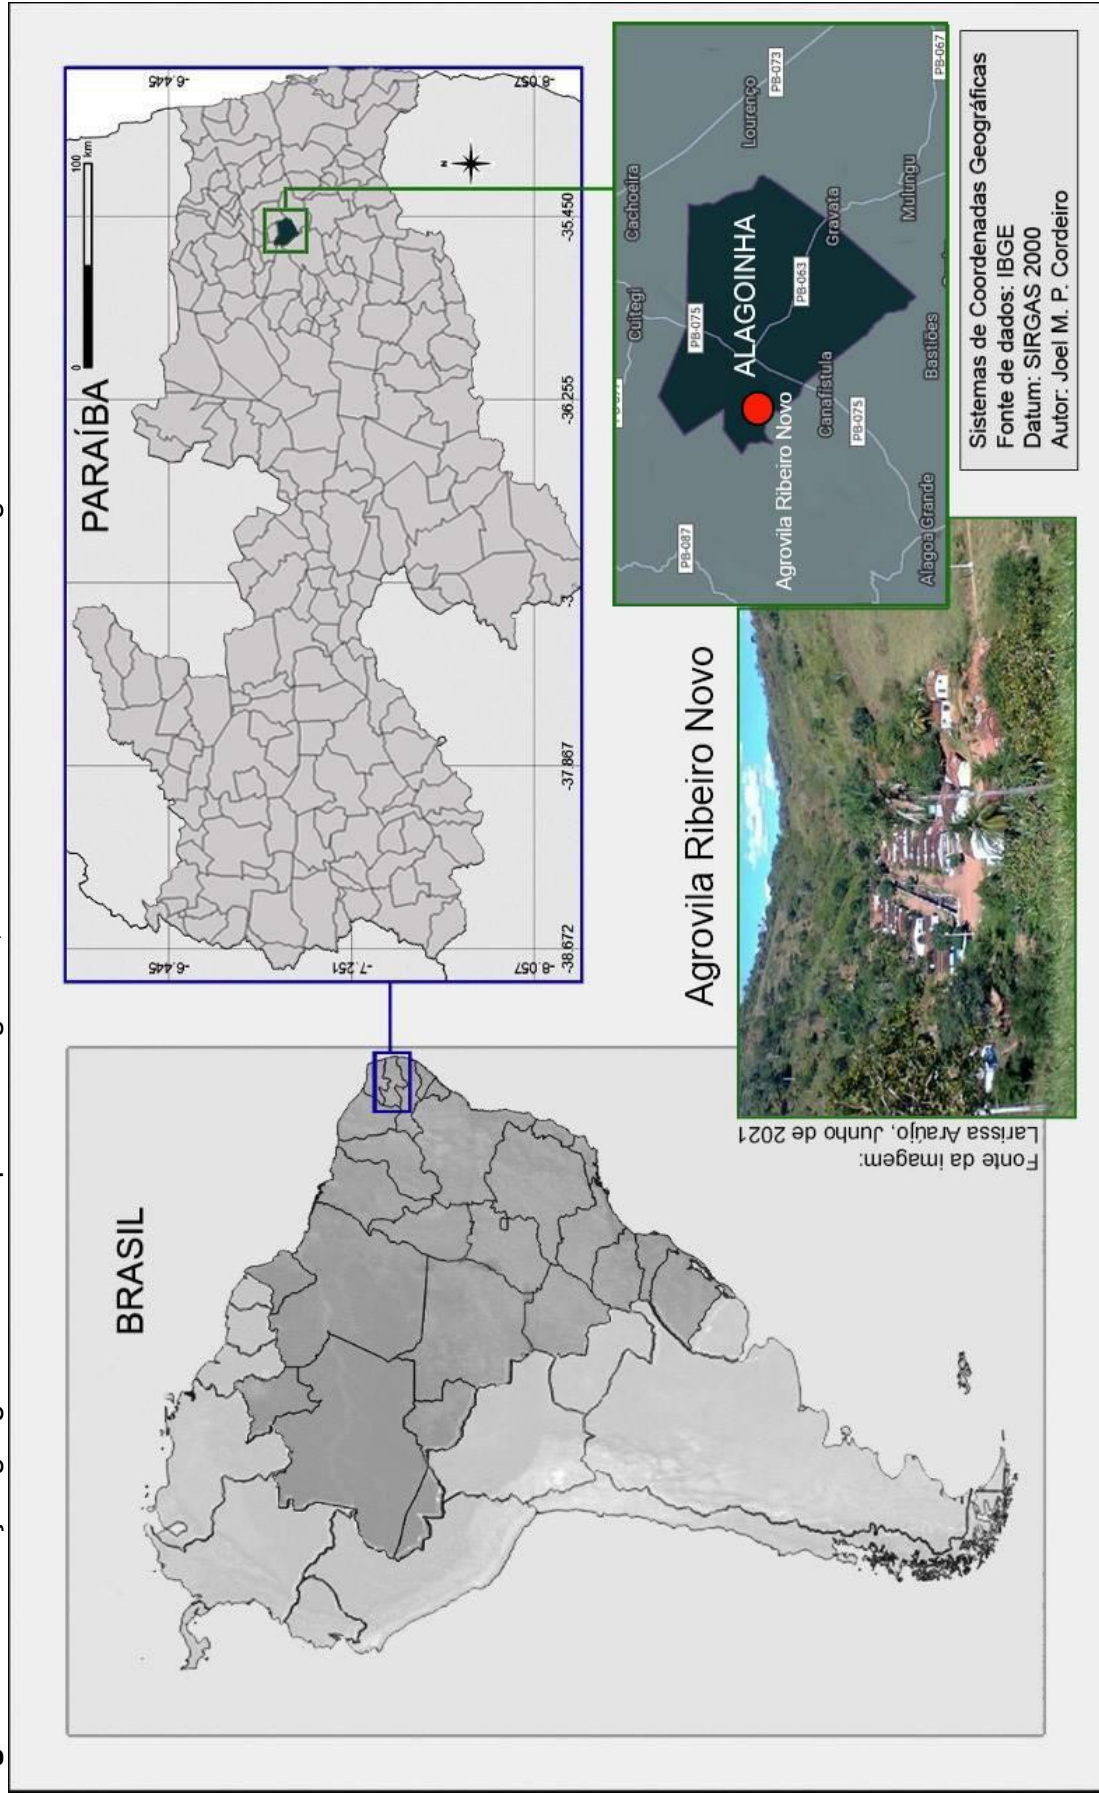 BRASIL
PARAÍBA
0
100
km
N
-6.445
-6.445
-7.251
-8.057
-8.057
-38.672
-37.867
-36.255
-35.450
Cachoeira
Cuitegi
Lourenço
PB-073
PB-075
PB-087
ALAGOINHA
PB-063
Agrovila Ribeiro Novo
Gravata
Canafístula
PB-075
Mulungu
Bastiões
Alagoa Grande
PB-067
Agrovila Ribeiro Novo
Fonte da imagem:
Larissa Araújo, Junho de 2021
Sistemas de Coordenadas Geográficas
Fonte de dados: IBGE
Datum: SIRGAS 2000
Autor: Joel M. P. Cordeiro